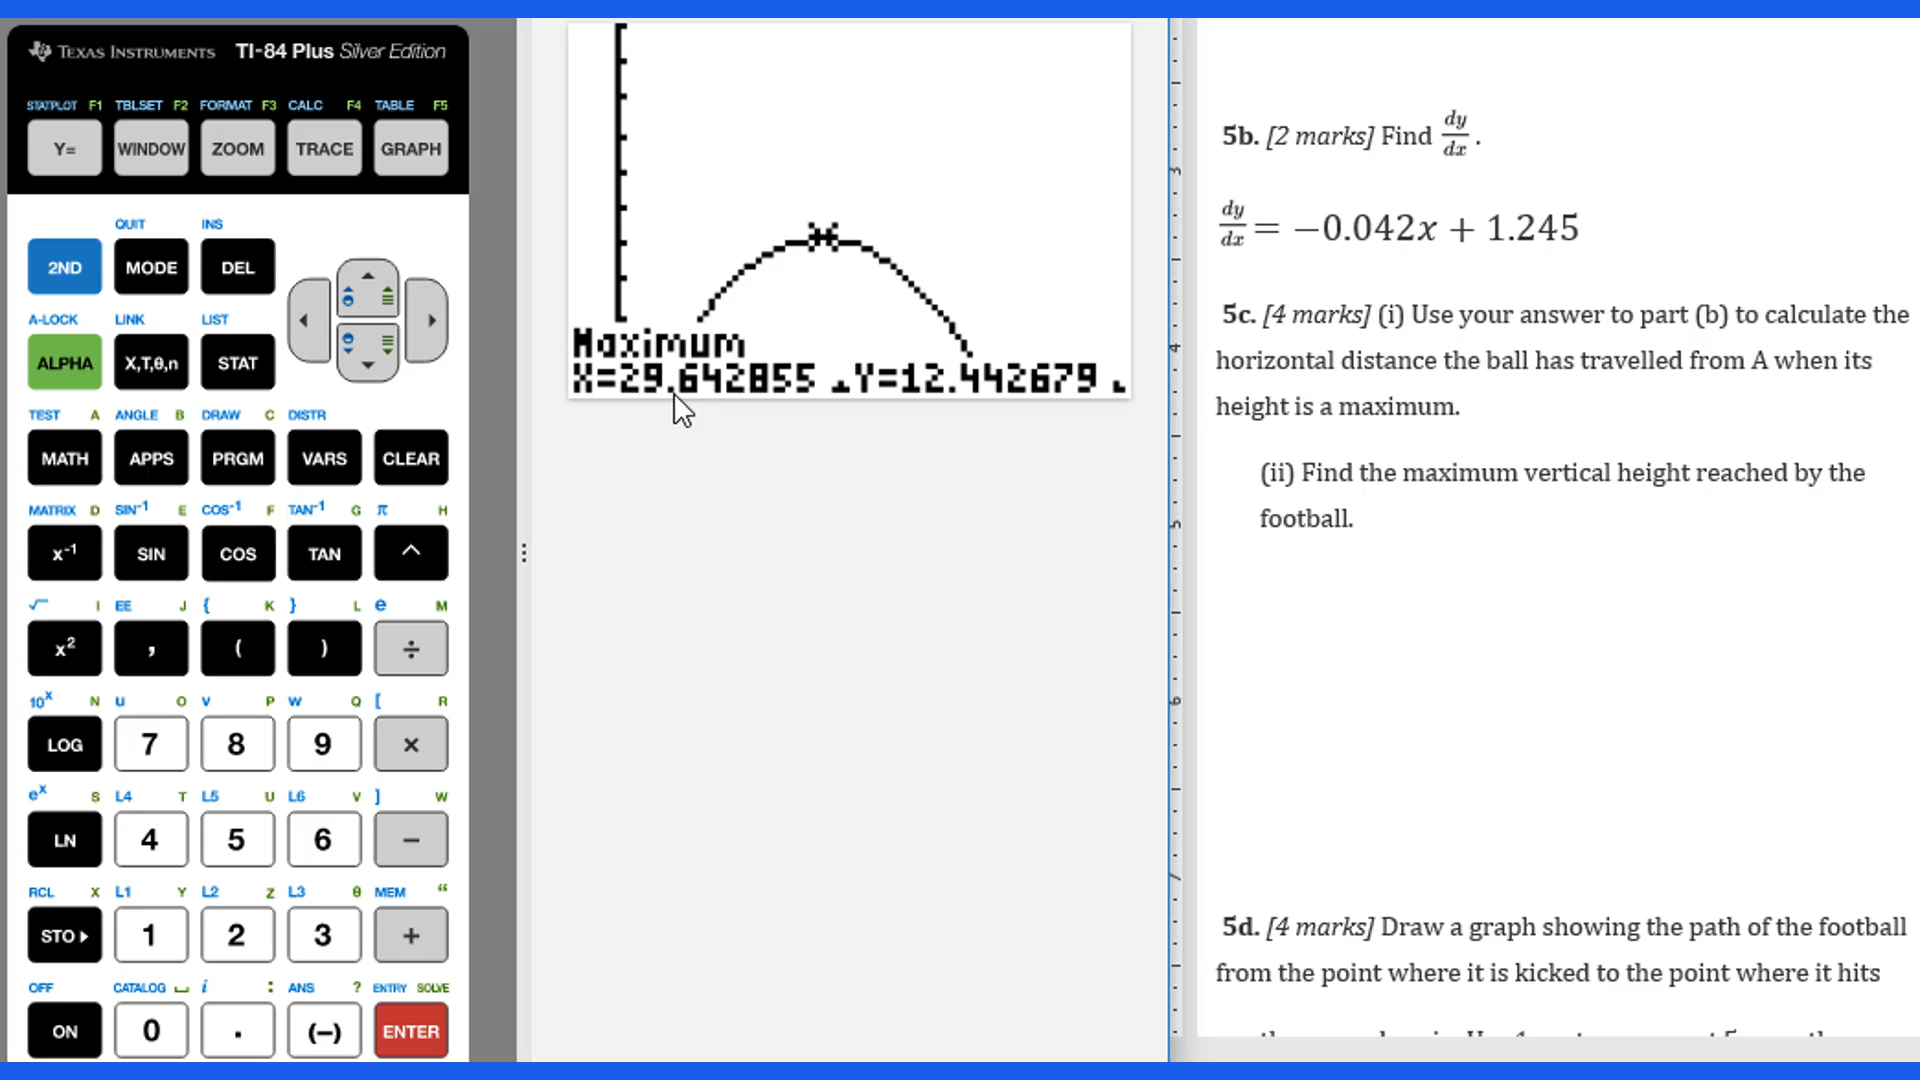 TEXAS INSTRUMENTS TI-84 Plus Silver Edition
STATPLOT F1 TBLSET F2 FORMAT F3 CALC F4 TABLE F5
Y= WINDOW ZOOM TRACE GRAPH
QUIT INS
2ND MODE DEL
A-LOCK LINK LIST
ALPHA X,T,θ,n STAT
TEST A ANGLE B DRAW C DISTR
MATH APPS PRGM VARS CLEAR
MATRIX D SIN⁻¹ E COS⁻¹ F TAN⁻¹ G π H
x⁻¹ SIN COS TAN ^
√ I EE J { K } L e M
x² , ( ) ÷
10ˣ N u O v P w Q [ R
LOG 7 8 9 ×
eˣ S L4 T L5 U L6 V ] W
LN 4 5 6 −
RCL X L1 Y L2 Z L3 θ MEM “
STO▸ 1 2 3 +
OFF CATALOG ⎵ i : ANS ? ENTRY SOLVE
ON 0 . (−) ENTER
Maximum
X=29.642855 Y=12.442679
3
4
5
6
7
5b. [2 marks] Find dy/dx .
dy/dx = −0.042x + 1.245
5c. [4 marks] (i) Use your answer to part (b) to calculate the
horizontal distance the ball has travelled from A when its
height is a maximum.
(ii) Find the maximum vertical height reached by the
football.
5d. [4 marks] Draw a graph showing the path of the football
from the point where it is kicked to the point where it hits